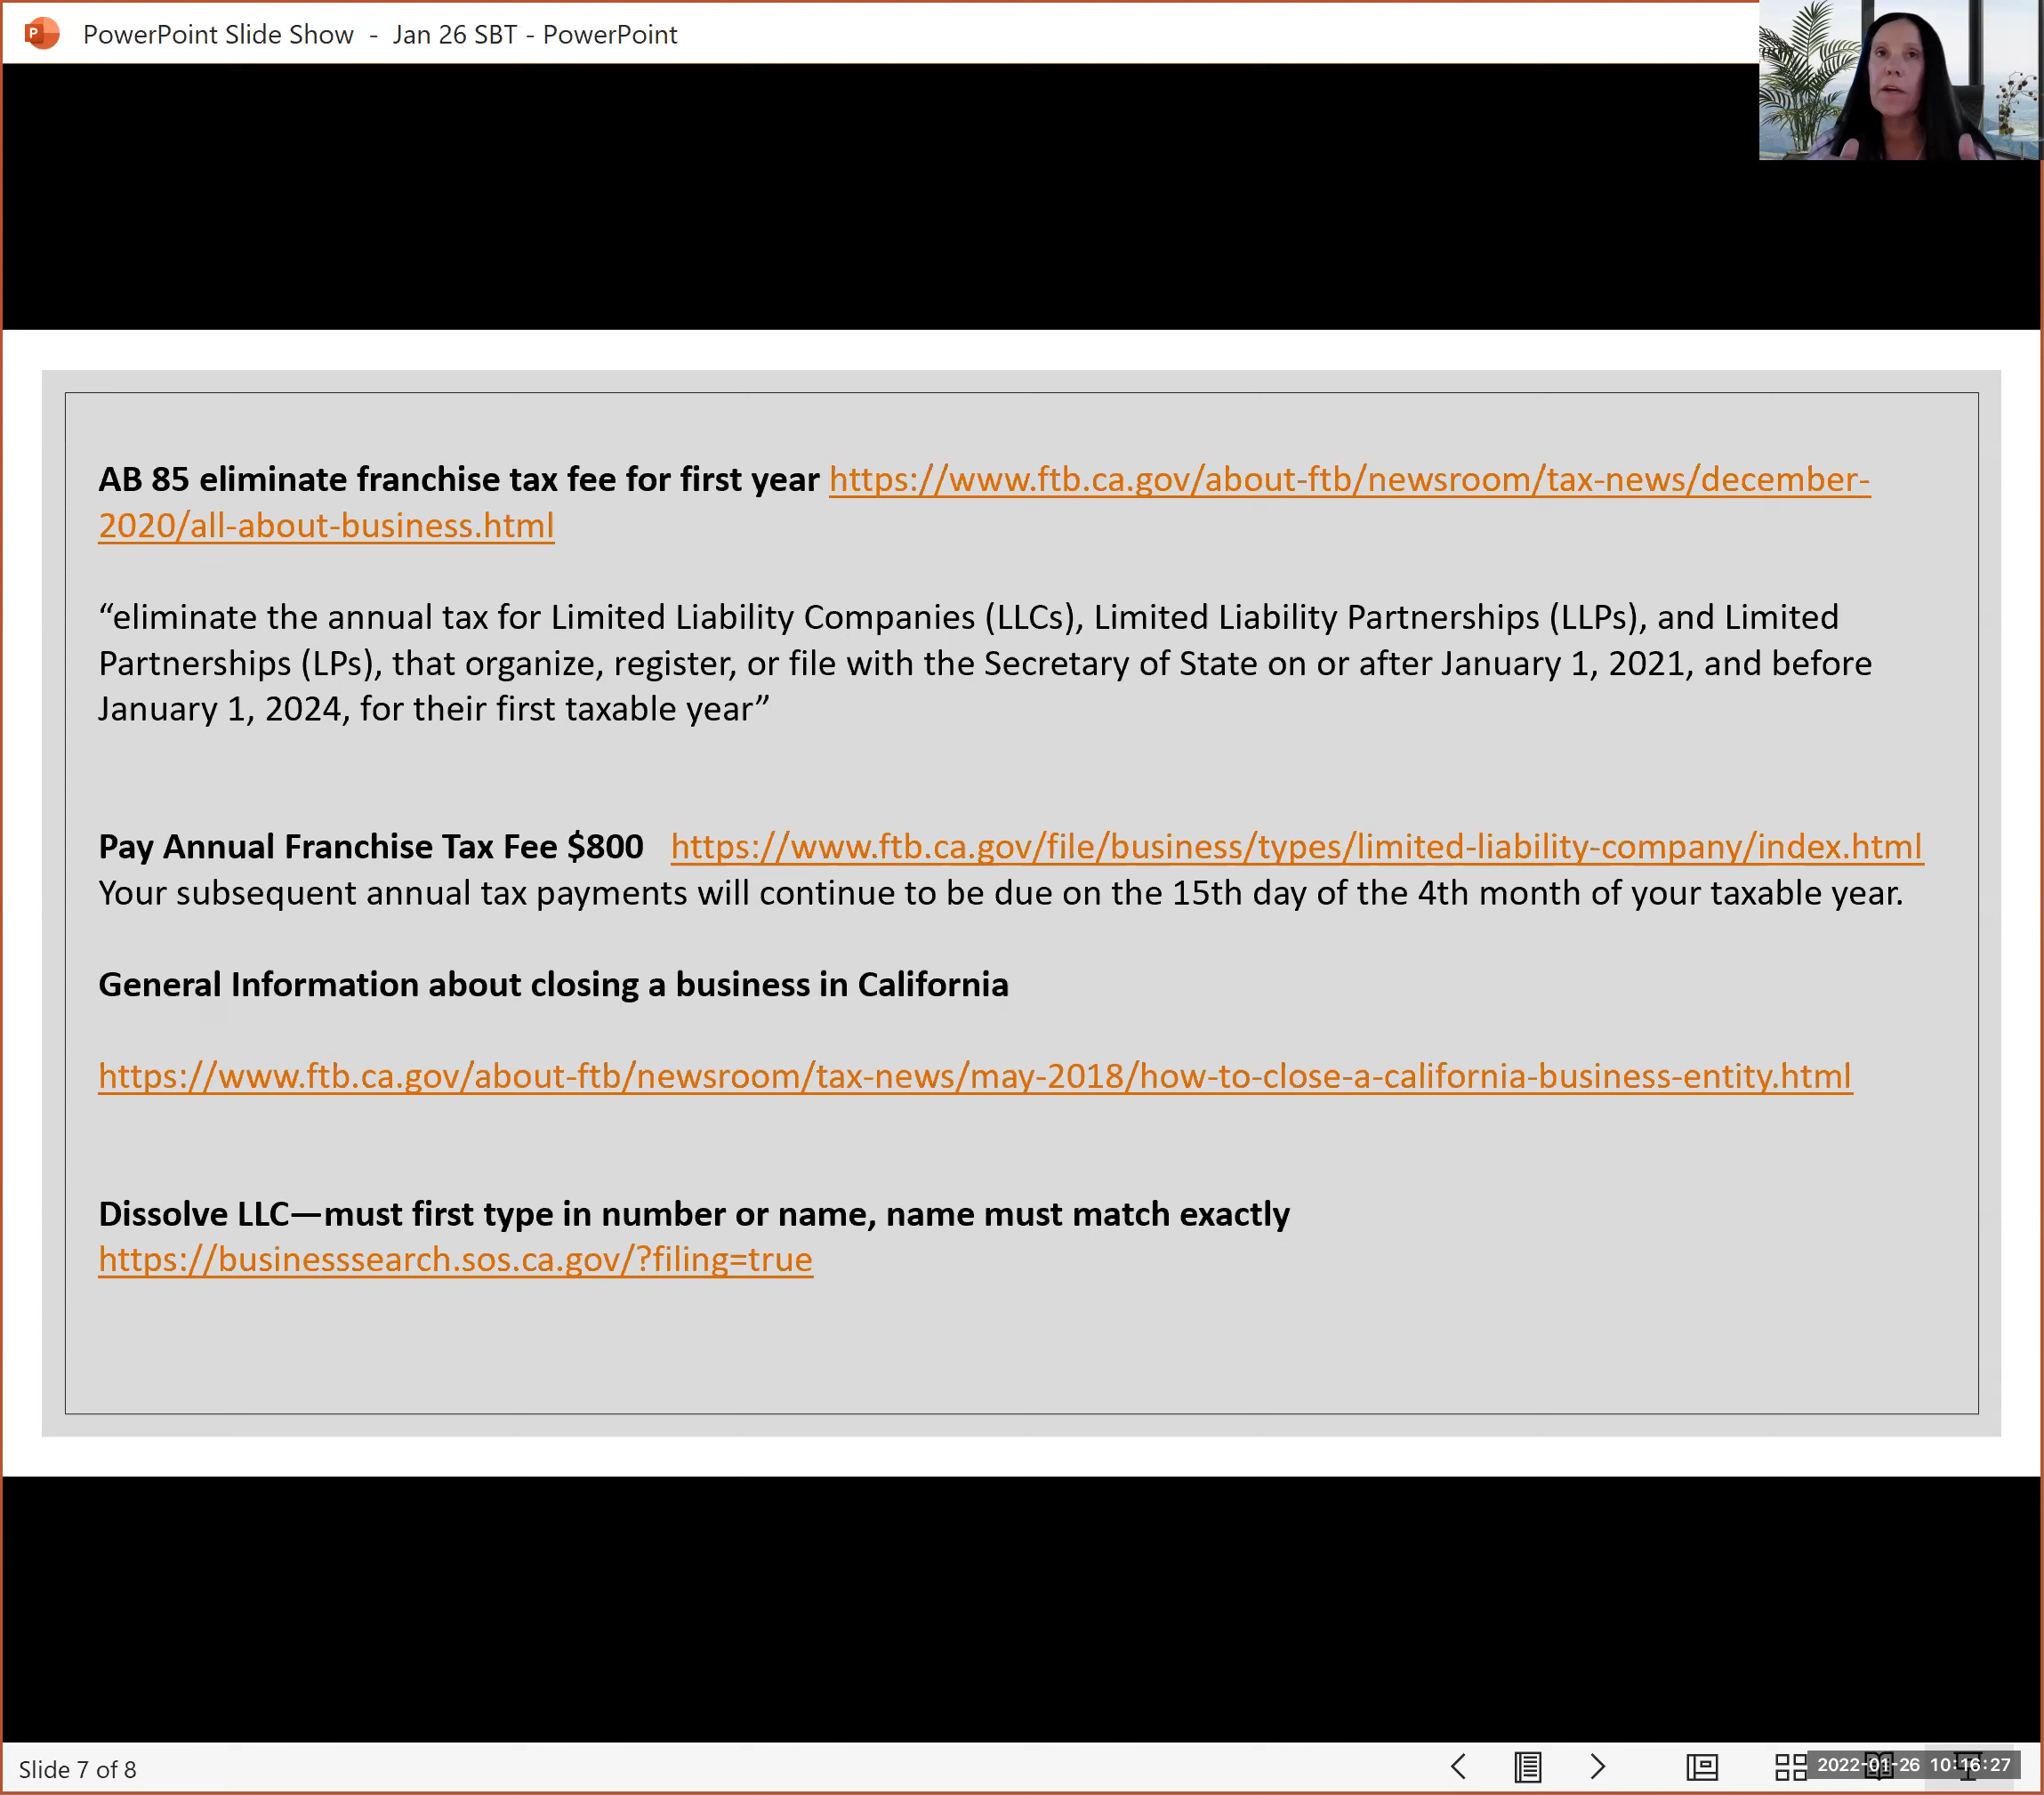 PowerPoint Slide Show - Jan 26 SBT - PowerPoint
AB 85 eliminate franchise tax fee for first year https://www.ftb.ca.gov/about-ftb/newsroom/tax-news/december-
2020/all-about-business.html
“eliminate the annual tax for Limited Liability Companies (LLCs), Limited Liability Partnerships (LLPs), and Limited
Partnerships (LPs), that organize, register, or file with the Secretary of State on or after January 1, 2021, and before
January 1, 2024, for their first taxable year”
Pay Annual Franchise Tax Fee $800 https://www.ftb.ca.gov/file/business/types/limited-liability-company/index.html
Your subsequent annual tax payments will continue to be due on the 15th day of the 4th month of your taxable year.
General Information about closing a business in California
https://www.ftb.ca.gov/about-ftb/newsroom/tax-news/may-2018/how-to-close-a-california-business-entity.html
Dissolve LLC—must first type in number or name, name must match exactly
https://businesssearch.sos.ca.gov/?filing=true
Slide 7 of 8
2022-01-26 10:16:27